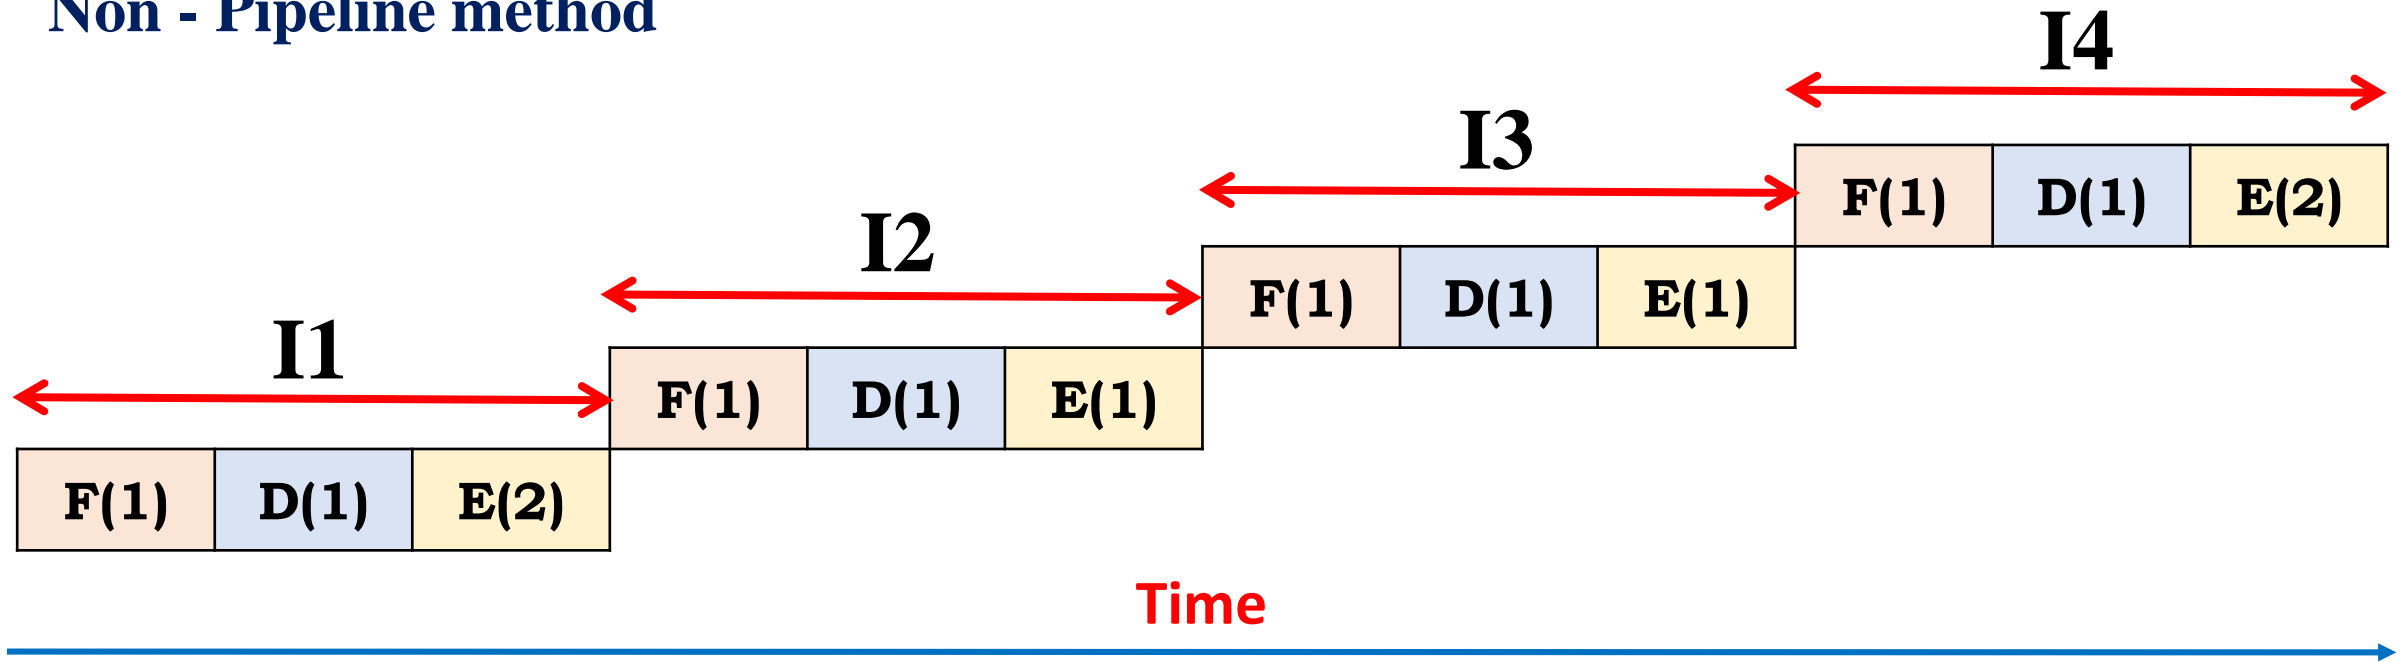 Non - Pipeline method
I4
I3
F(1) D(1) E(2)
I2
F(1) D(1) E(1)
I1
F(1) D(1) E(1)
F(1) D(1) E(2)
Time